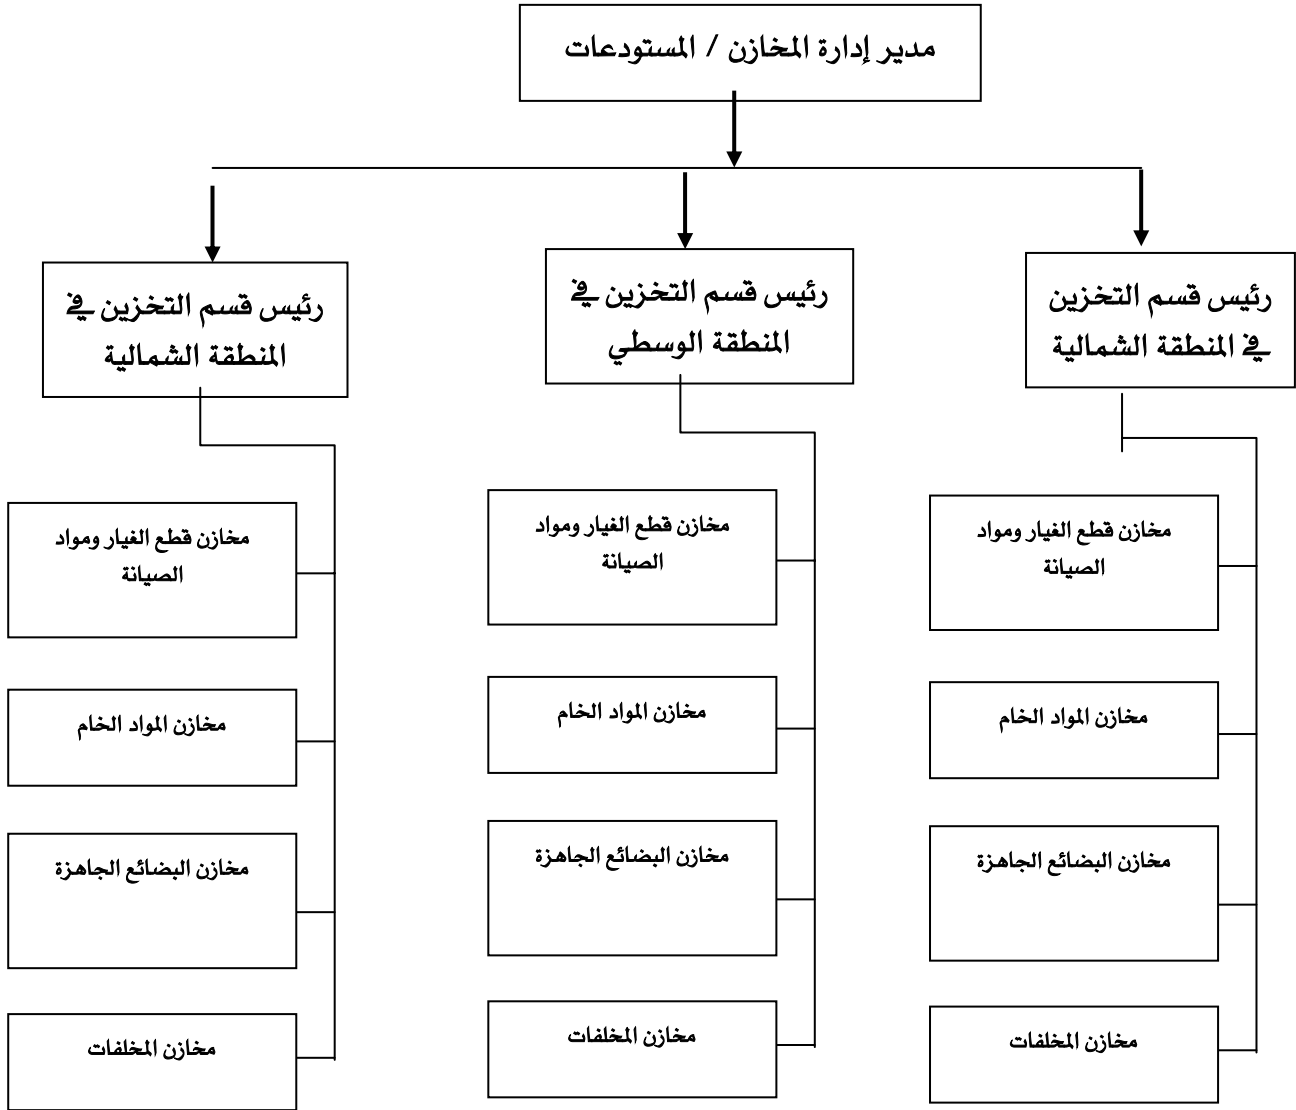 مدير إدارة المخازن / المستودعات
رئيس قسم التخزين
في المنطقة الشمالية
رئيس قسم التخزين في
المنطقة الوسطي
رئيس قسم التخزين في
المنطقة الشمالية
مخازن قطع الغيار ومواد
الصيانة
مخازن المواد الخام
مخازن البضائع الجاهزة
مخازن المخلفات
مخازن قطع الغيار ومواد
الصيانة
مخازن المواد الخام
مخازن البضائع الجاهزة
مخازن المخلفات
مخازن قطع الغيار ومواد
الصيانة
مخازن المواد الخام
مخازن البضائع الجاهزة
مخازن المخلفات